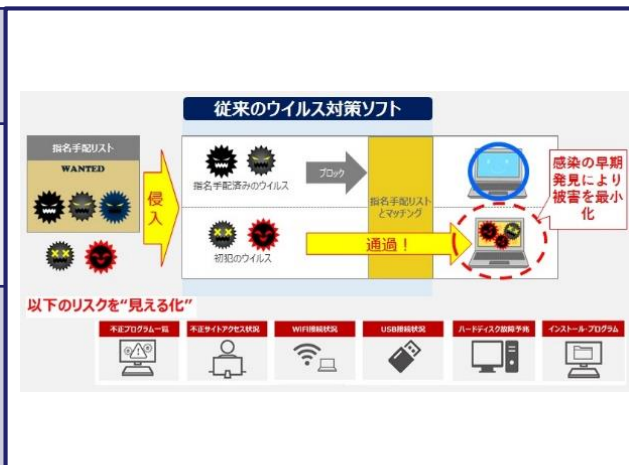 従来のウイルス対策ソフト
指名手配リスト
WANTED
侵入
指名手配済みのウイルス
ブロック
指名手配リスト
とマッチング
初犯のウイルス
通過！
感染の早期
発見により
被害を最小
化
以下のリスクを“見える化”
不正プログラム一覧
不正サイトアクセス状況
WIFI接続状況
USB接続状況
ハードディスク故障予兆
インストール・プログラム